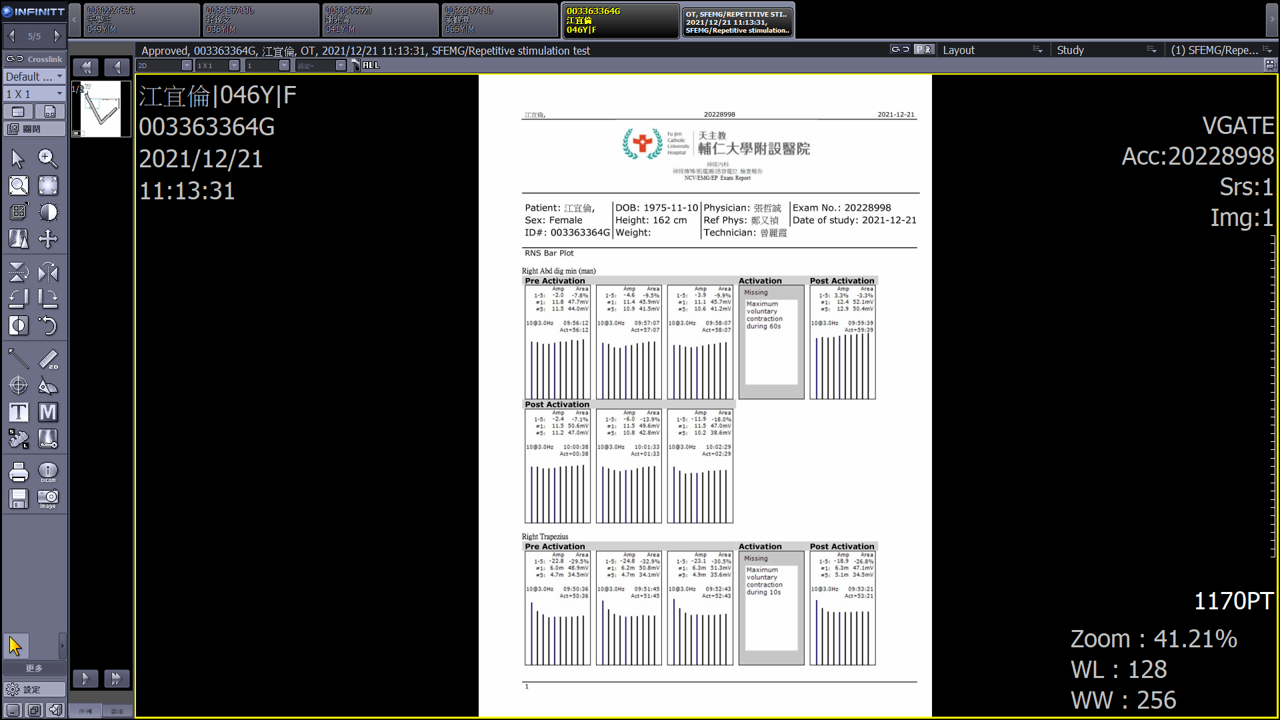 INFINITT
5/5
Crosslink
Default ...
1 X 1
關閉
更多
設定
049Y|M
036Y|M
041Y|M
065Y|M
003363364G
江宜倫
046Y|F
OT, SFEMG/REPETITIVE STI..
2021/12/21 11:13:31,
SFEMG/Repetitive stimulation..
Approved, 003363364G, 江宜倫, OT, 2021/12/21 11:13:31, SFEMG/Repetitive stimulation test
Layout
Study
(1) SFEMG/Repe...
2D
1X1
1
ALL
江宜倫|046Y|F
003363364G
2021/12/21
11:13:31
VGATE
Acc:20228998
Srs:1
Img:1
江宜倫, 20228998 2021-12-21
Fu Jen
Catholic
University
Hospital
天主教
輔仁大學附設醫院
神經內科
NCV/EMG/EP Exam Report
Patient: 江宜倫, DOB: 1975-11-10 Physician: 張哲誠 Exam No.: 20228998
Sex: Female Height: 162 cm Ref Phys: 鄭又禎 Date of study: 2021-12-21
ID#: 003363364G Weight: Technician: 曾麗霞
RNS Bar Plot
Right Abd dig min (man)
Pre Activation Activation Post Activation
Amp Area Amp Area Amp Area Missing Amp Area
1-5: -2.0 -7.8% 1-5: -4.6 -9.5% 1-5: -3.9 -9.9% 1-5: 3.2% -3.3%
#1: 11.8 47.7mV #1: 11.4 45.9mV #1: 11.1 45.7mV #1: 12.4 52.1mV
#5: 11.5 44.0mV #5: 10.9 41.5mV #5: 10.6 41.2mV #5: 12.9 50.4mV
Maximum
voluntary
contraction
during 60s
10@3.0Hz 09:56:12 10@3.0Hz 09:57:07 10@3.0Hz 09:58:07 10@3.0Hz 09:59:39
Act+56:12 Act+57:07 Act+58:07 Act+59:39
Post Activation
Amp Area Amp Area Amp Area
1-5: -2.4 -7.1% 1-5: -6.0 -13.9% 1-5: -11.9 -18.0%
#1: 11.5 50.6mV #1: 11.5 49.6mV #1: 11.5 47.0mV
#5: 11.2 47.0mV #5: 10.8 42.8mV #5: 10.2 38.6mV
10@3.0Hz 10:00:38 10@3.0Hz 10:01:33 10@3.0Hz 10:02:29
Act+00:38 Act+01:33 Act+02:29
Right Trapezius
Pre Activation Activation Post Activation
Amp Area Amp Area Amp Area Missing Amp Area
1-5: -22.8 -29.5% 1-5: -24.8 -32.9% 1-5: -23.1 -30.5% 1-5: -18.9 -26.8%
#1: 6.0m 48.9mV #1: 6.2m 50.8mV #1: 6.3m 51.3mV #1: 6.3m 47.1mV
#5: 4.7m 34.5mV #5: 4.7m 34.1mV #5: 4.9m 35.6mV #5: 5.1m 34.5mV
Maximum
voluntary
contraction
during 10s
10@3.0Hz 09:50:36 10@3.0Hz 09:51:45 10@3.0Hz 09:52:43 10@3.0Hz 09:53:21
Act+50:36 Act+51:45 Act+52:43 Act+53:21
1
1170PT
Zoom : 41.21%
WL : 128
WW : 256